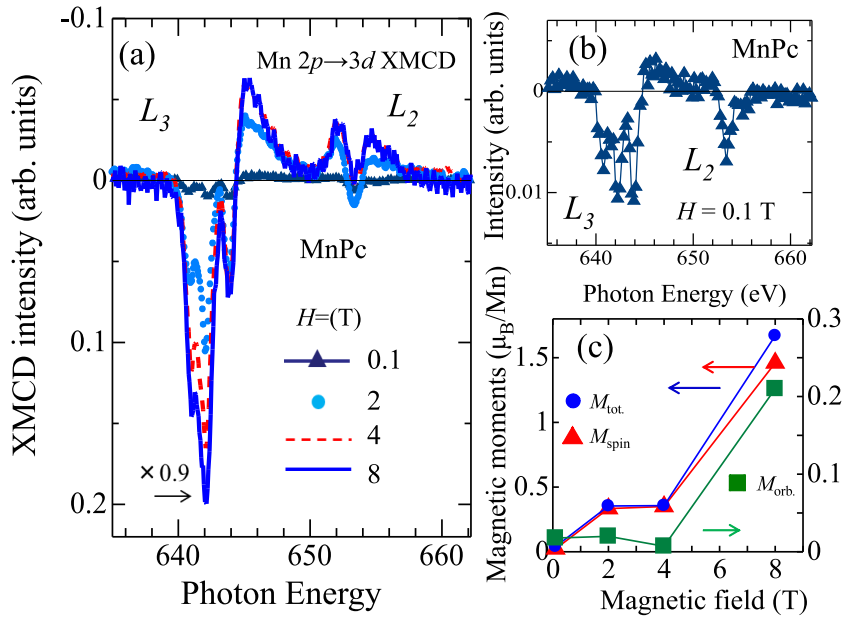 (a)
Mn 2p→3d XMCD
L3
L2
MnPc
H=(T)
0.1
2
4
8
× 0.9
-0.1
0
0.1
0.2
XMCD intensity (arb. units)
640
650
660
Photon Energy
(b)
MnPc
L3
L2
H = 0.1 T
0
0.01
Intensity (arb. units)
640
650
660
Photon Energy (eV)
(c)
Mtot.
Mspin
Morb.
1.5
1
0.5
0
Magnetic moments (μB/Mn)
0.3
0.2
0.1
0
0
2
4
6
8
Magnetic field (T)